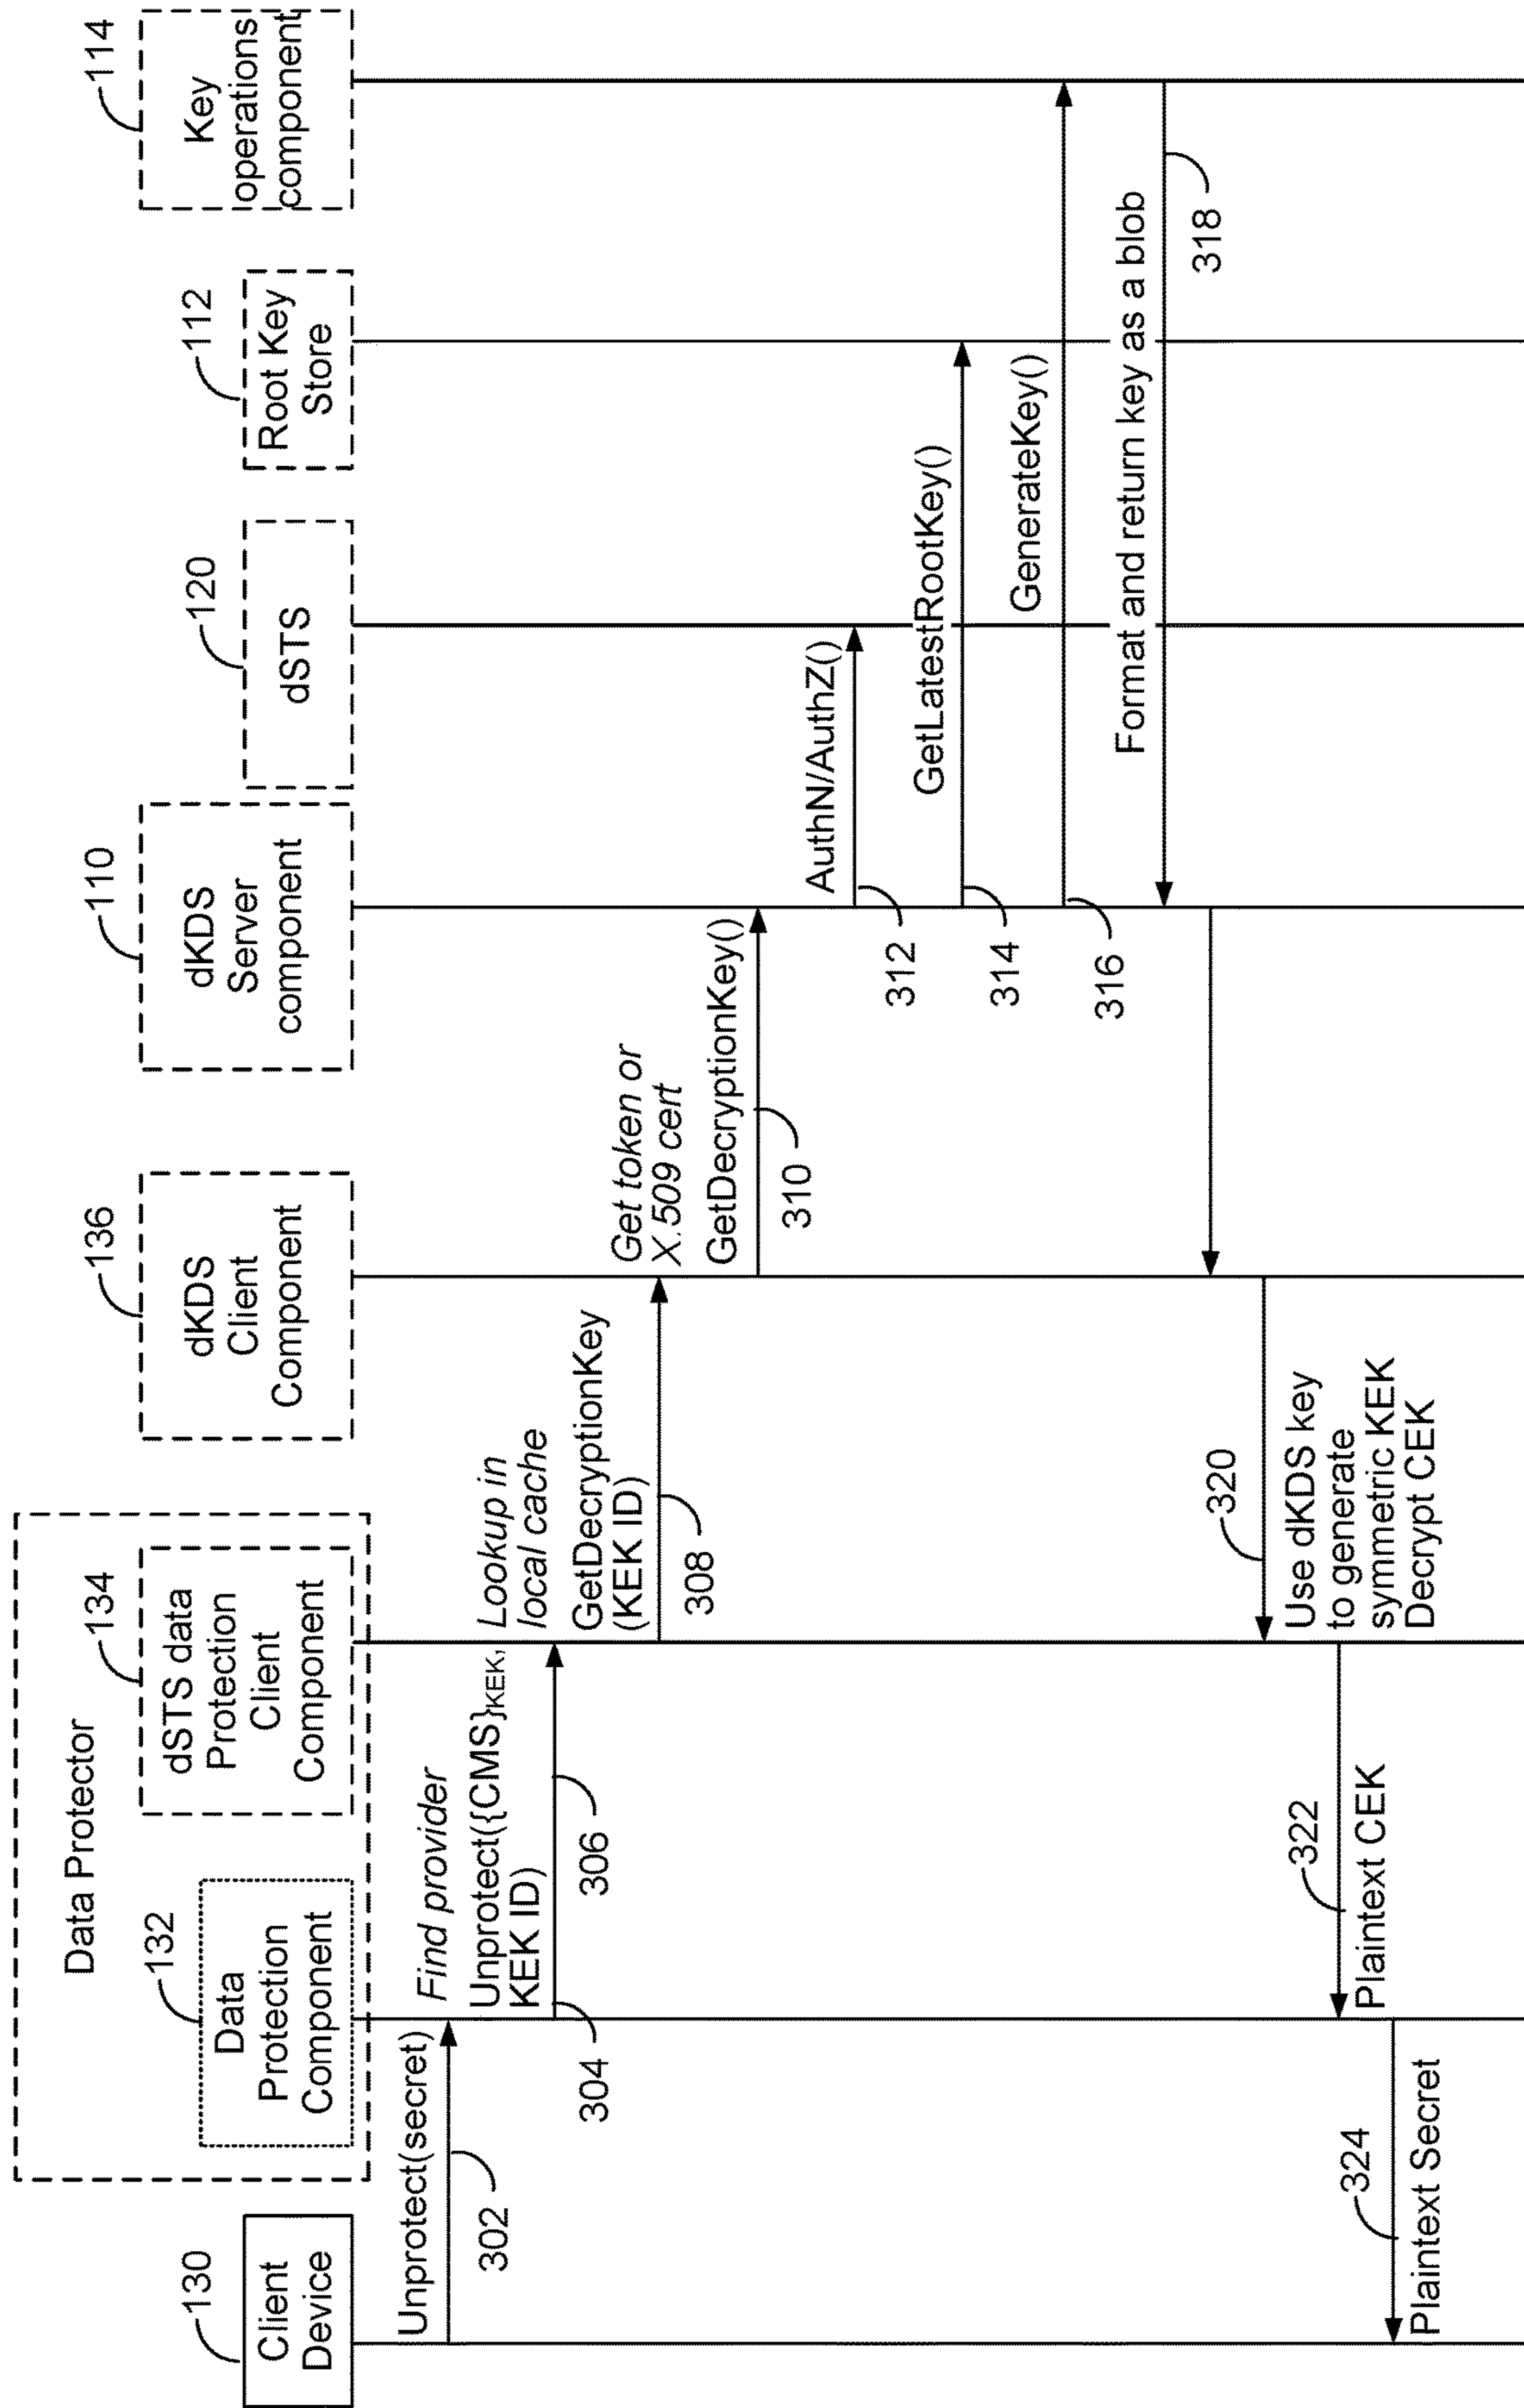 Data Protector
130
Client
Device
132
Data
Protection
Component
134
dSTS data
Protection
Client
Component
136
dKDS
Client
Component
110
dKDS
Server
component
120
dSTS
112
Root Key
Store
114
Key
operations
component
Unprotect(secret)
302
Find provider
Unprotect({CMS}KEK,
KEK ID)
304
306
Lookup in
local cache
GetDecryptionKey
(KEK ID)
308
Get token or
X.509 cert
GetDecryptionKey()
310
AuthN/AuthZ()
312
GetLatestRootKey()
314
GenerateKey()
316
Format and return key as a blob
318
320
Use dKDS key
to generate
symmetric KEK
Decrypt CEK
322
Plaintext CEK
324
Plaintext Secret